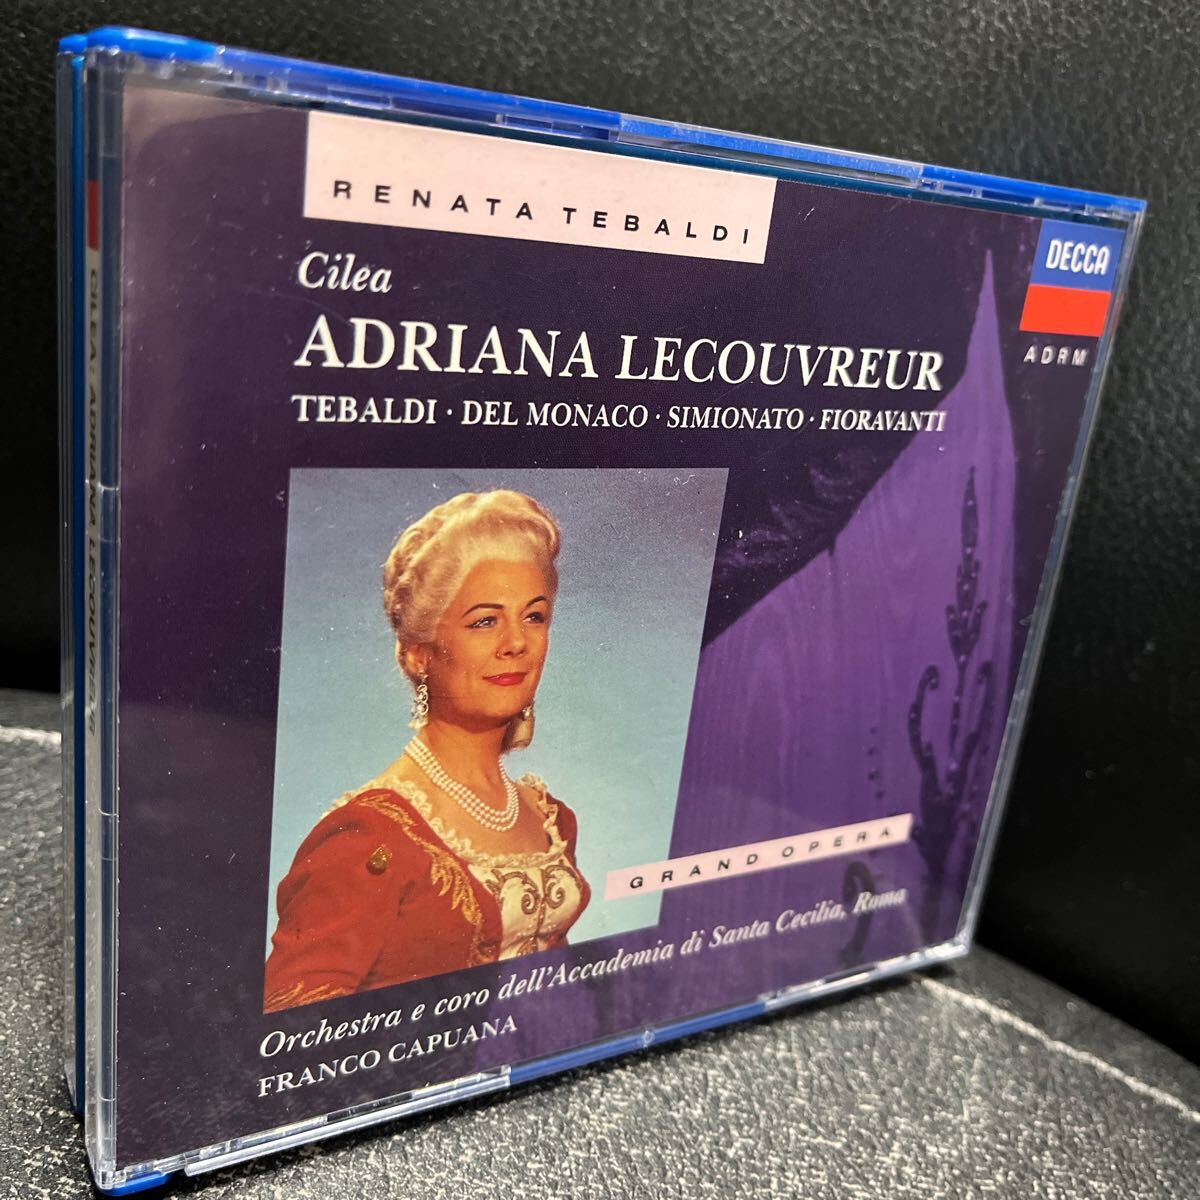 RENATA TEBALDI
Cilea
ADRIANA LECOUVREUR
TEBALDI · DEL MONACO · SIMIONATO · FIORAVANTI
DECCA
ADRM
GRAND OPERA
Orchestra e coro dell'Accademia di Santa Cecilia, Roma
FRANCO CAPUANA
CILEA: ADRIANA LECOUVREUR